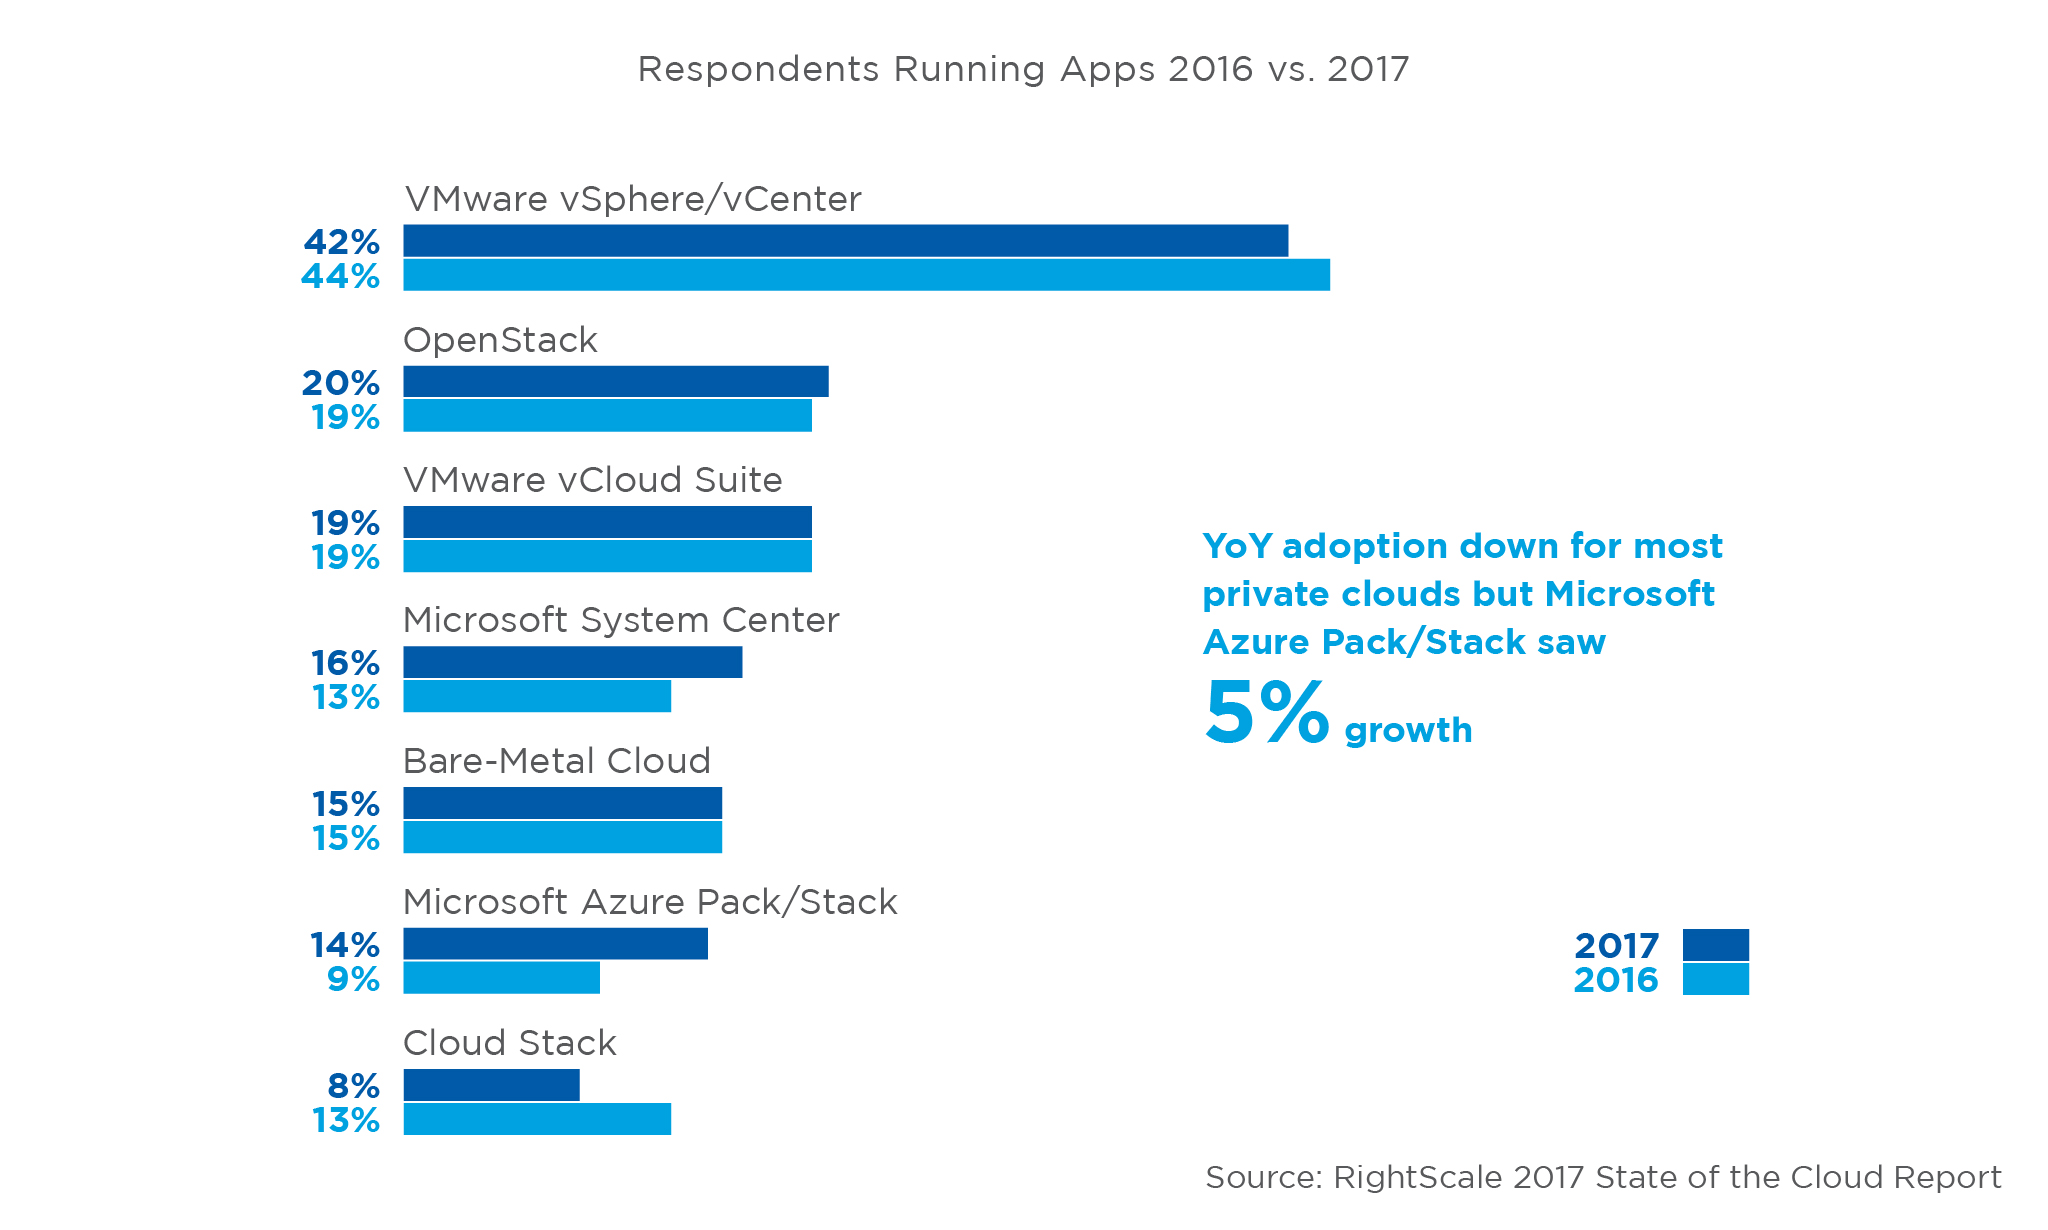 Respondents Running Apps 2016 vs. 2017
VMware vSphere/vCenter
42%
44%
OpenStack
20%
19%
VMware vCloud Suite
19%
19%
Microsoft System Center
16%
13%
Bare-Metal Cloud
15%
15%
Microsoft Azure Pack/Stack
14%
9%
Cloud Stack
8%
13%
YoY adoption down for most
private clouds but Microsoft
Azure Pack/Stack saw
5% growth
2017
2016
Source: RightScale 2017 State of the Cloud Report